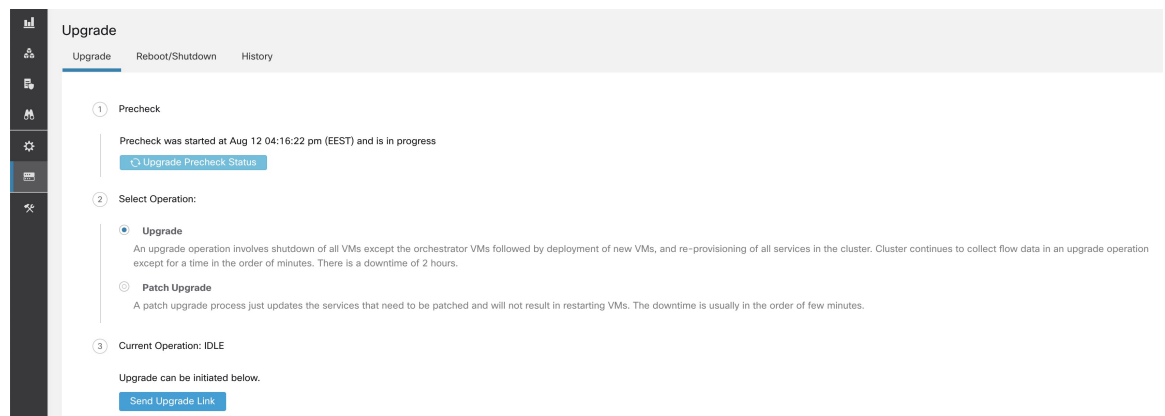 Upgrade
Upgrade Reboot/Shutdown History
1 Precheck
Precheck was started at Aug 12 04:16:22 pm (EEST) and is in progress
Upgrade Precheck Status
2 Select Operation:
Upgrade
An upgrade operation involves shutdown of all VMs except the orchestrator VMs followed by deployment of new VMs, and re-provisioning of all services in the cluster. Cluster continues to collect flow data in an upgrade operation
except for a time in the order of minutes. There is a downtime of 2 hours.
Patch Upgrade
A patch upgrade process just updates the services that need to be patched and will not result in restarting VMs. The downtime is usually in the order of few minutes.
3 Current Operation: IDLE
Upgrade can be initiated below.
Send Upgrade Link